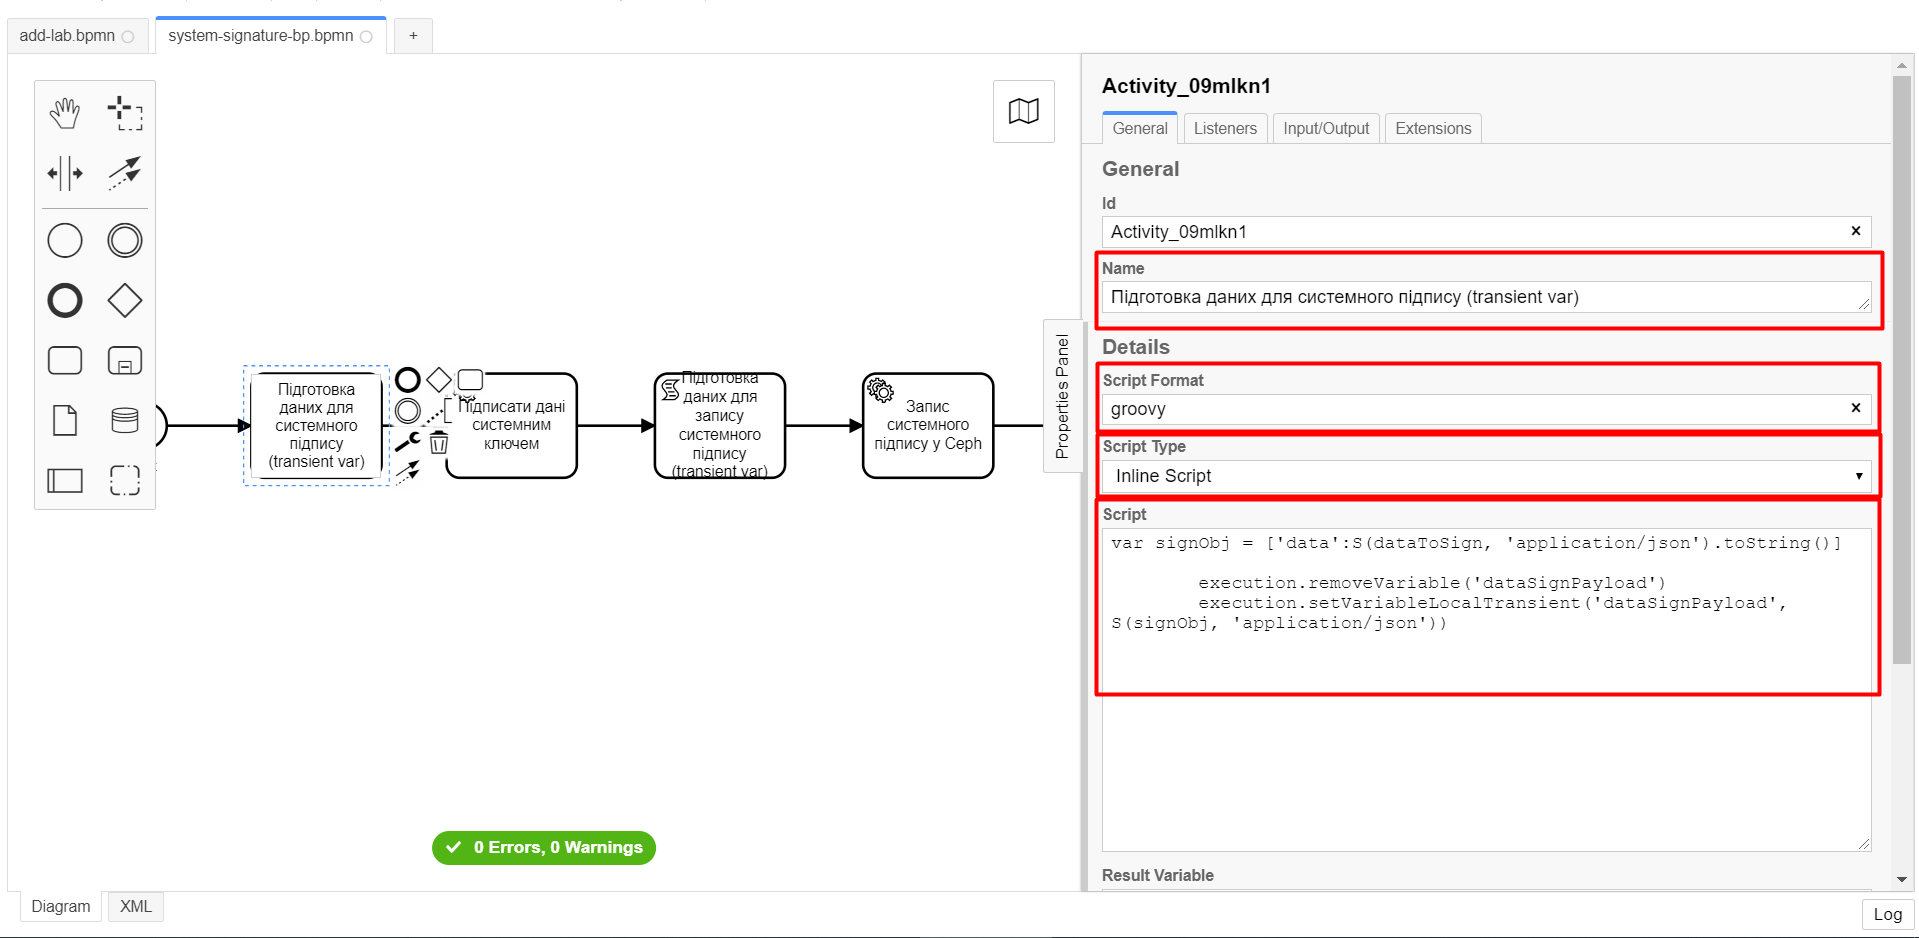 add-lab.bpmn
system-signature-bp.bpmn
+
Підготовка
даних для
системного
підпису
(transient var)
Підписати дані
системним
ключем
Підготовка
даних для
запису
системного
підпису
(transient var)
Запис
системного
підпису у Ceph
0 Errors, 0 Warnings
Diagram
XML
Properties Panel
Activity_09mlkn1
General
Listeners
Input/Output
Extensions
General
Id
Activity_09mlkn1
Name
Підготовка даних для системного підпису (transient var)
Details
Script Format
groovy
Script Type
Inline Script
Script
var signObj = ['data':S(dataToSign, 'application/json').toString()]
execution.removeVariable('dataSignPayload')
execution.setVariableLocalTransient('dataSignPayload',
S(signObj, 'application/json'))
Result Variable
Log